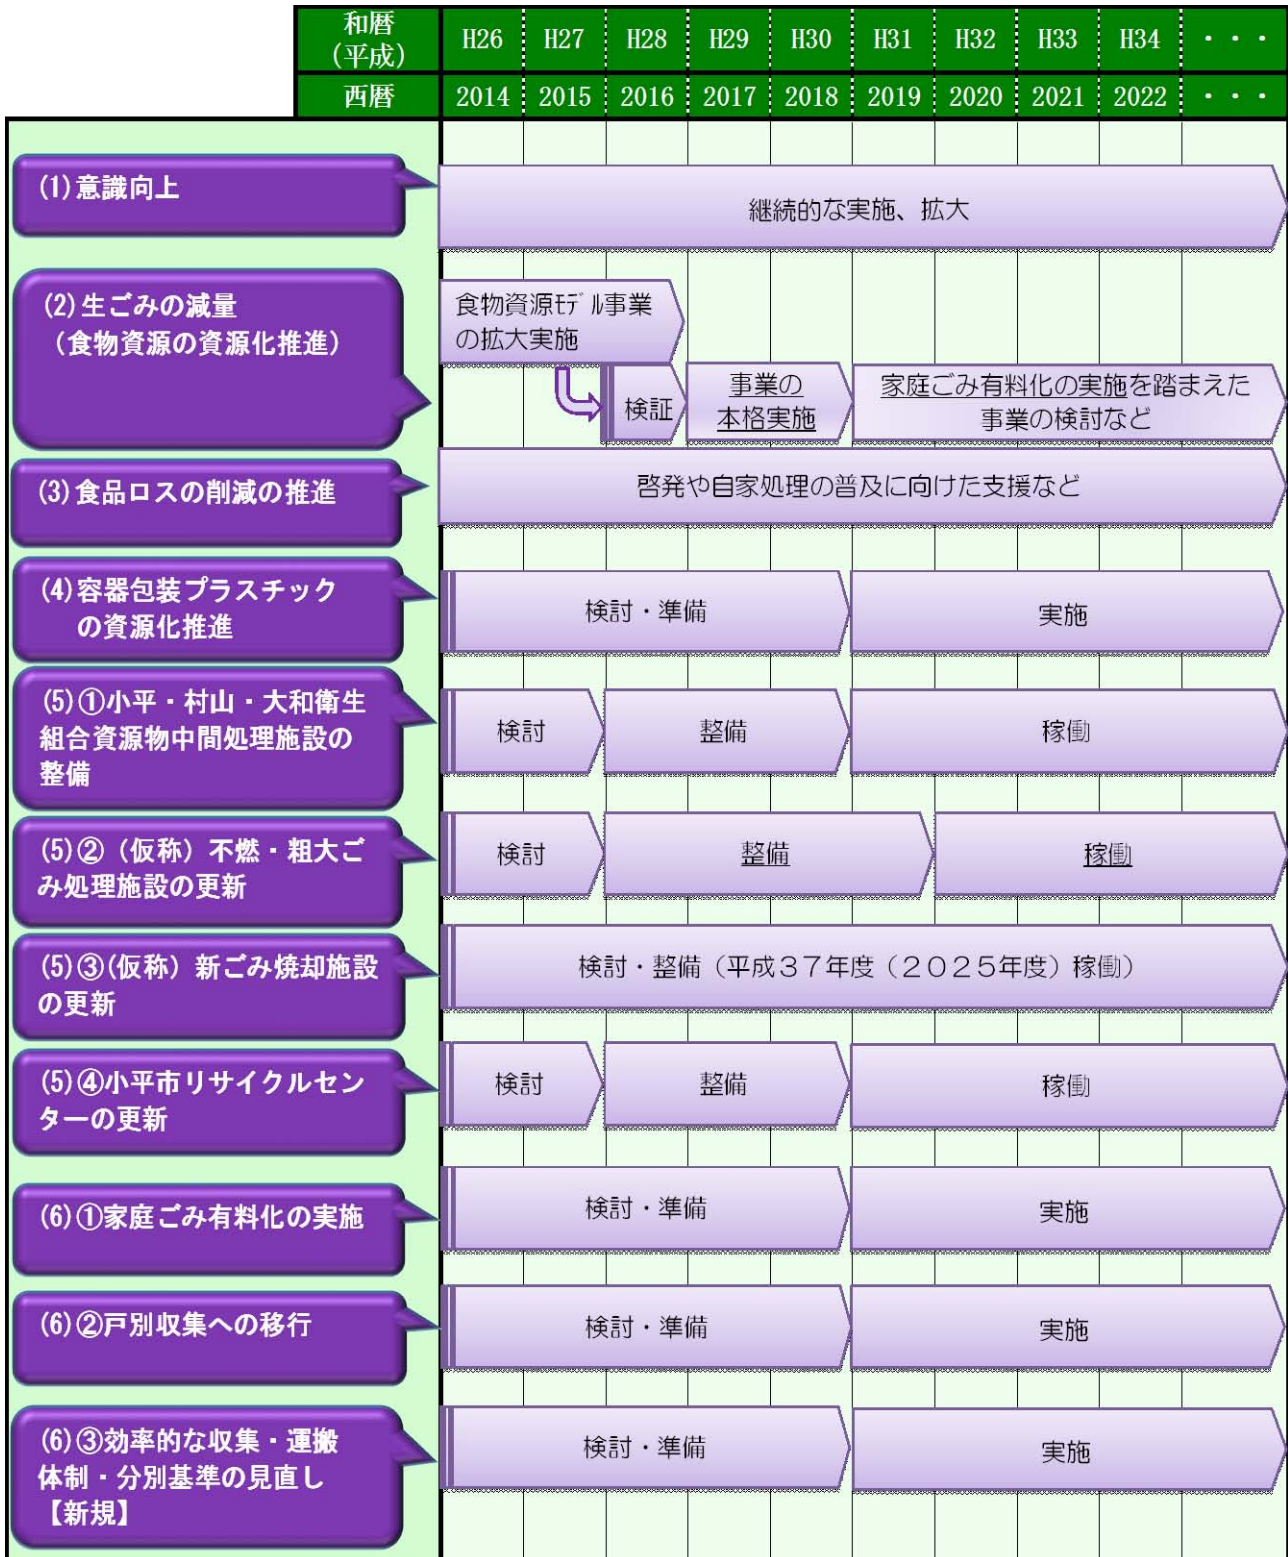 和暦
(平成)
H26 H27 H28 H29 H30 H31 H32 H33 H34 ・・・
西暦 2014 2015 2016 2017 2018 2019 2020 2021 2022 ・・・
(1)意識向上
継続的な実施、拡大
(2)生ごみの減量
(食物資源の資源化推進)
食物資源ﾓﾃﾞﾙ事業
の拡大実施
検証
事業の
本格実施
家庭ごみ有料化の実施を踏まえた
事業の検討など
(3)食品ロスの削減の推進
啓発や自家処理の普及に向けた支援など
(4)容器包装プラスチック
の資源化推進
検討・準備 実施
(5)①小平・村山・大和衛生
組合資源物中間処理施設の
整備
検討 整備 稼働
(5)②(仮称)不燃・粗大ご
み処理施設の更新
検討 整備 稼働
(5)③(仮称)新ごみ焼却施設
の更新
検討・整備(平成37年度(2025年度)稼働)
(5)④小平市リサイクルセン
ターの更新
検討 整備 稼働
(6)①家庭ごみ有料化の実施
検討・準備 実施
(6)②戸別収集への移行
検討・準備 実施
(6)③効率的な収集・運搬
体制・分別基準の見直し
【新規】
検討・準備 実施